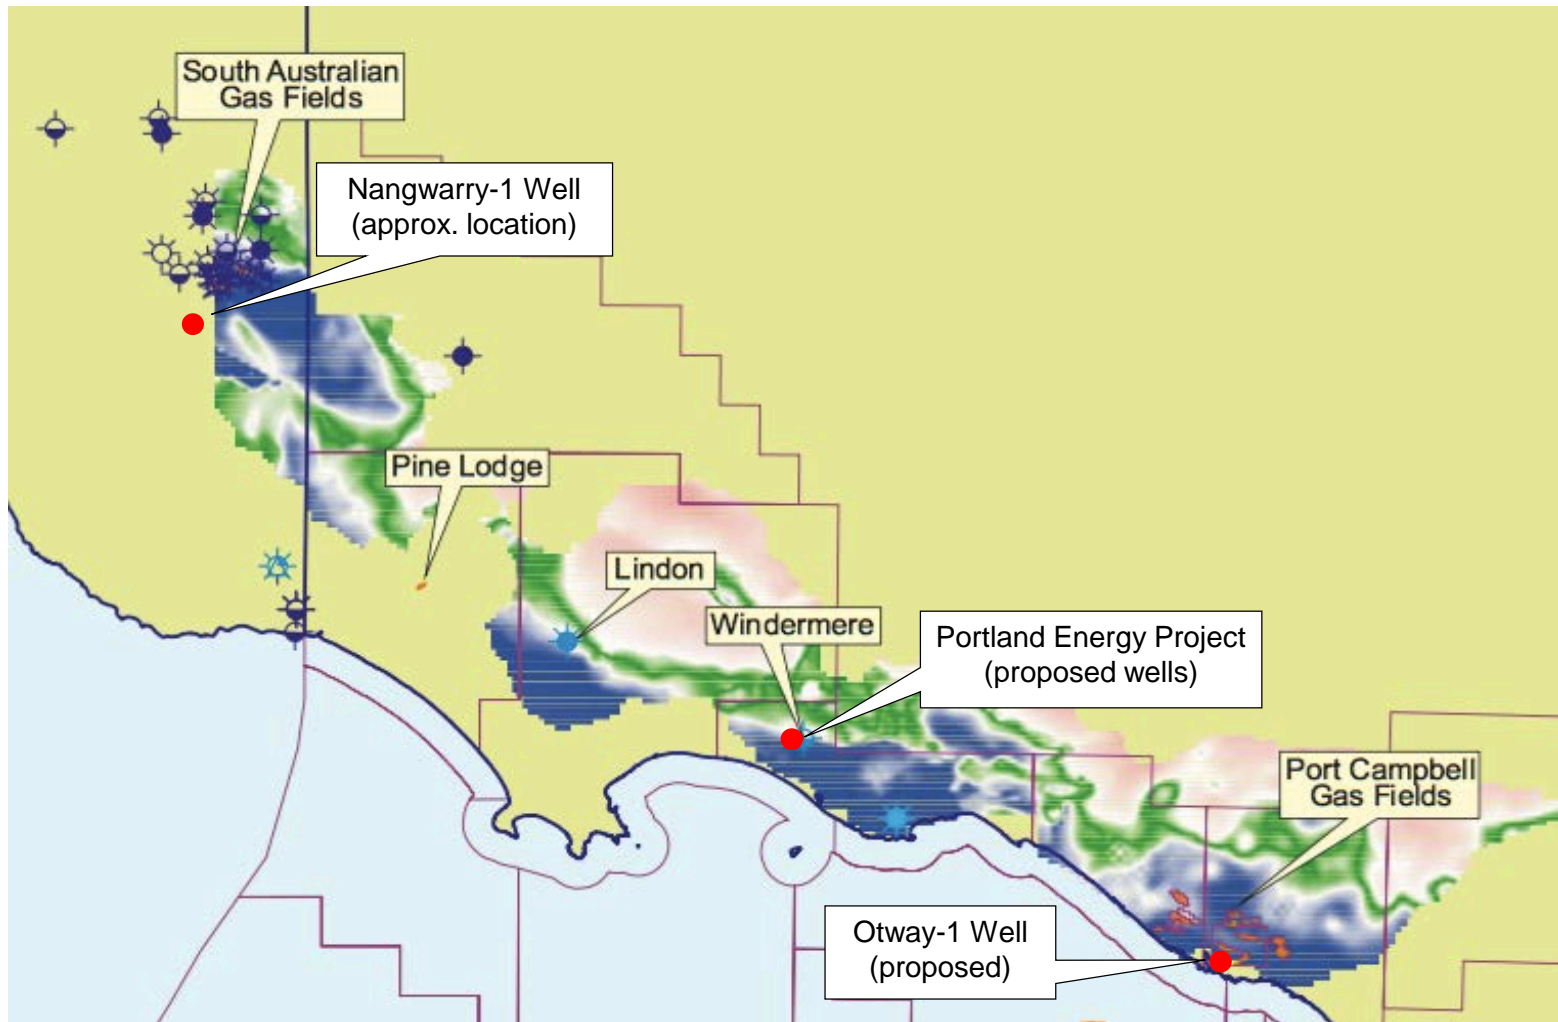 South Australian
Gas Fields
Nangwarry-1 Well
(approx. location)
Pine Lodge
Lindon
Windermere
Portland Energy Project
(proposed wells)
Port Campbell
Gas Fields
Otway-1 Well
(proposed)